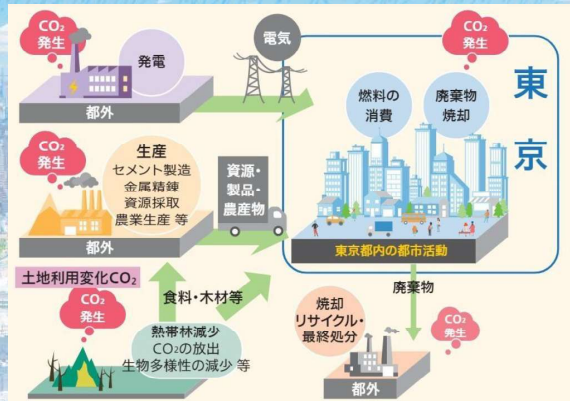 CO₂
発生
発電
都外
電気
CO₂
発生
東京
燃料の
消費
廃棄物
焼却
東京都内の都市活動
CO₂
発生
生産
セメント製造
金属精錬
資源採取
農業生産 等
都外
資源・
製品・
農産物
土地利用変化CO₂
CO₂
発生
食料・木材等
熱帯林減少
CO₂の放出
生物多様性の減少 等
廃棄物
焼却
リサイクル・
最終処分
都外
CO₂
発生